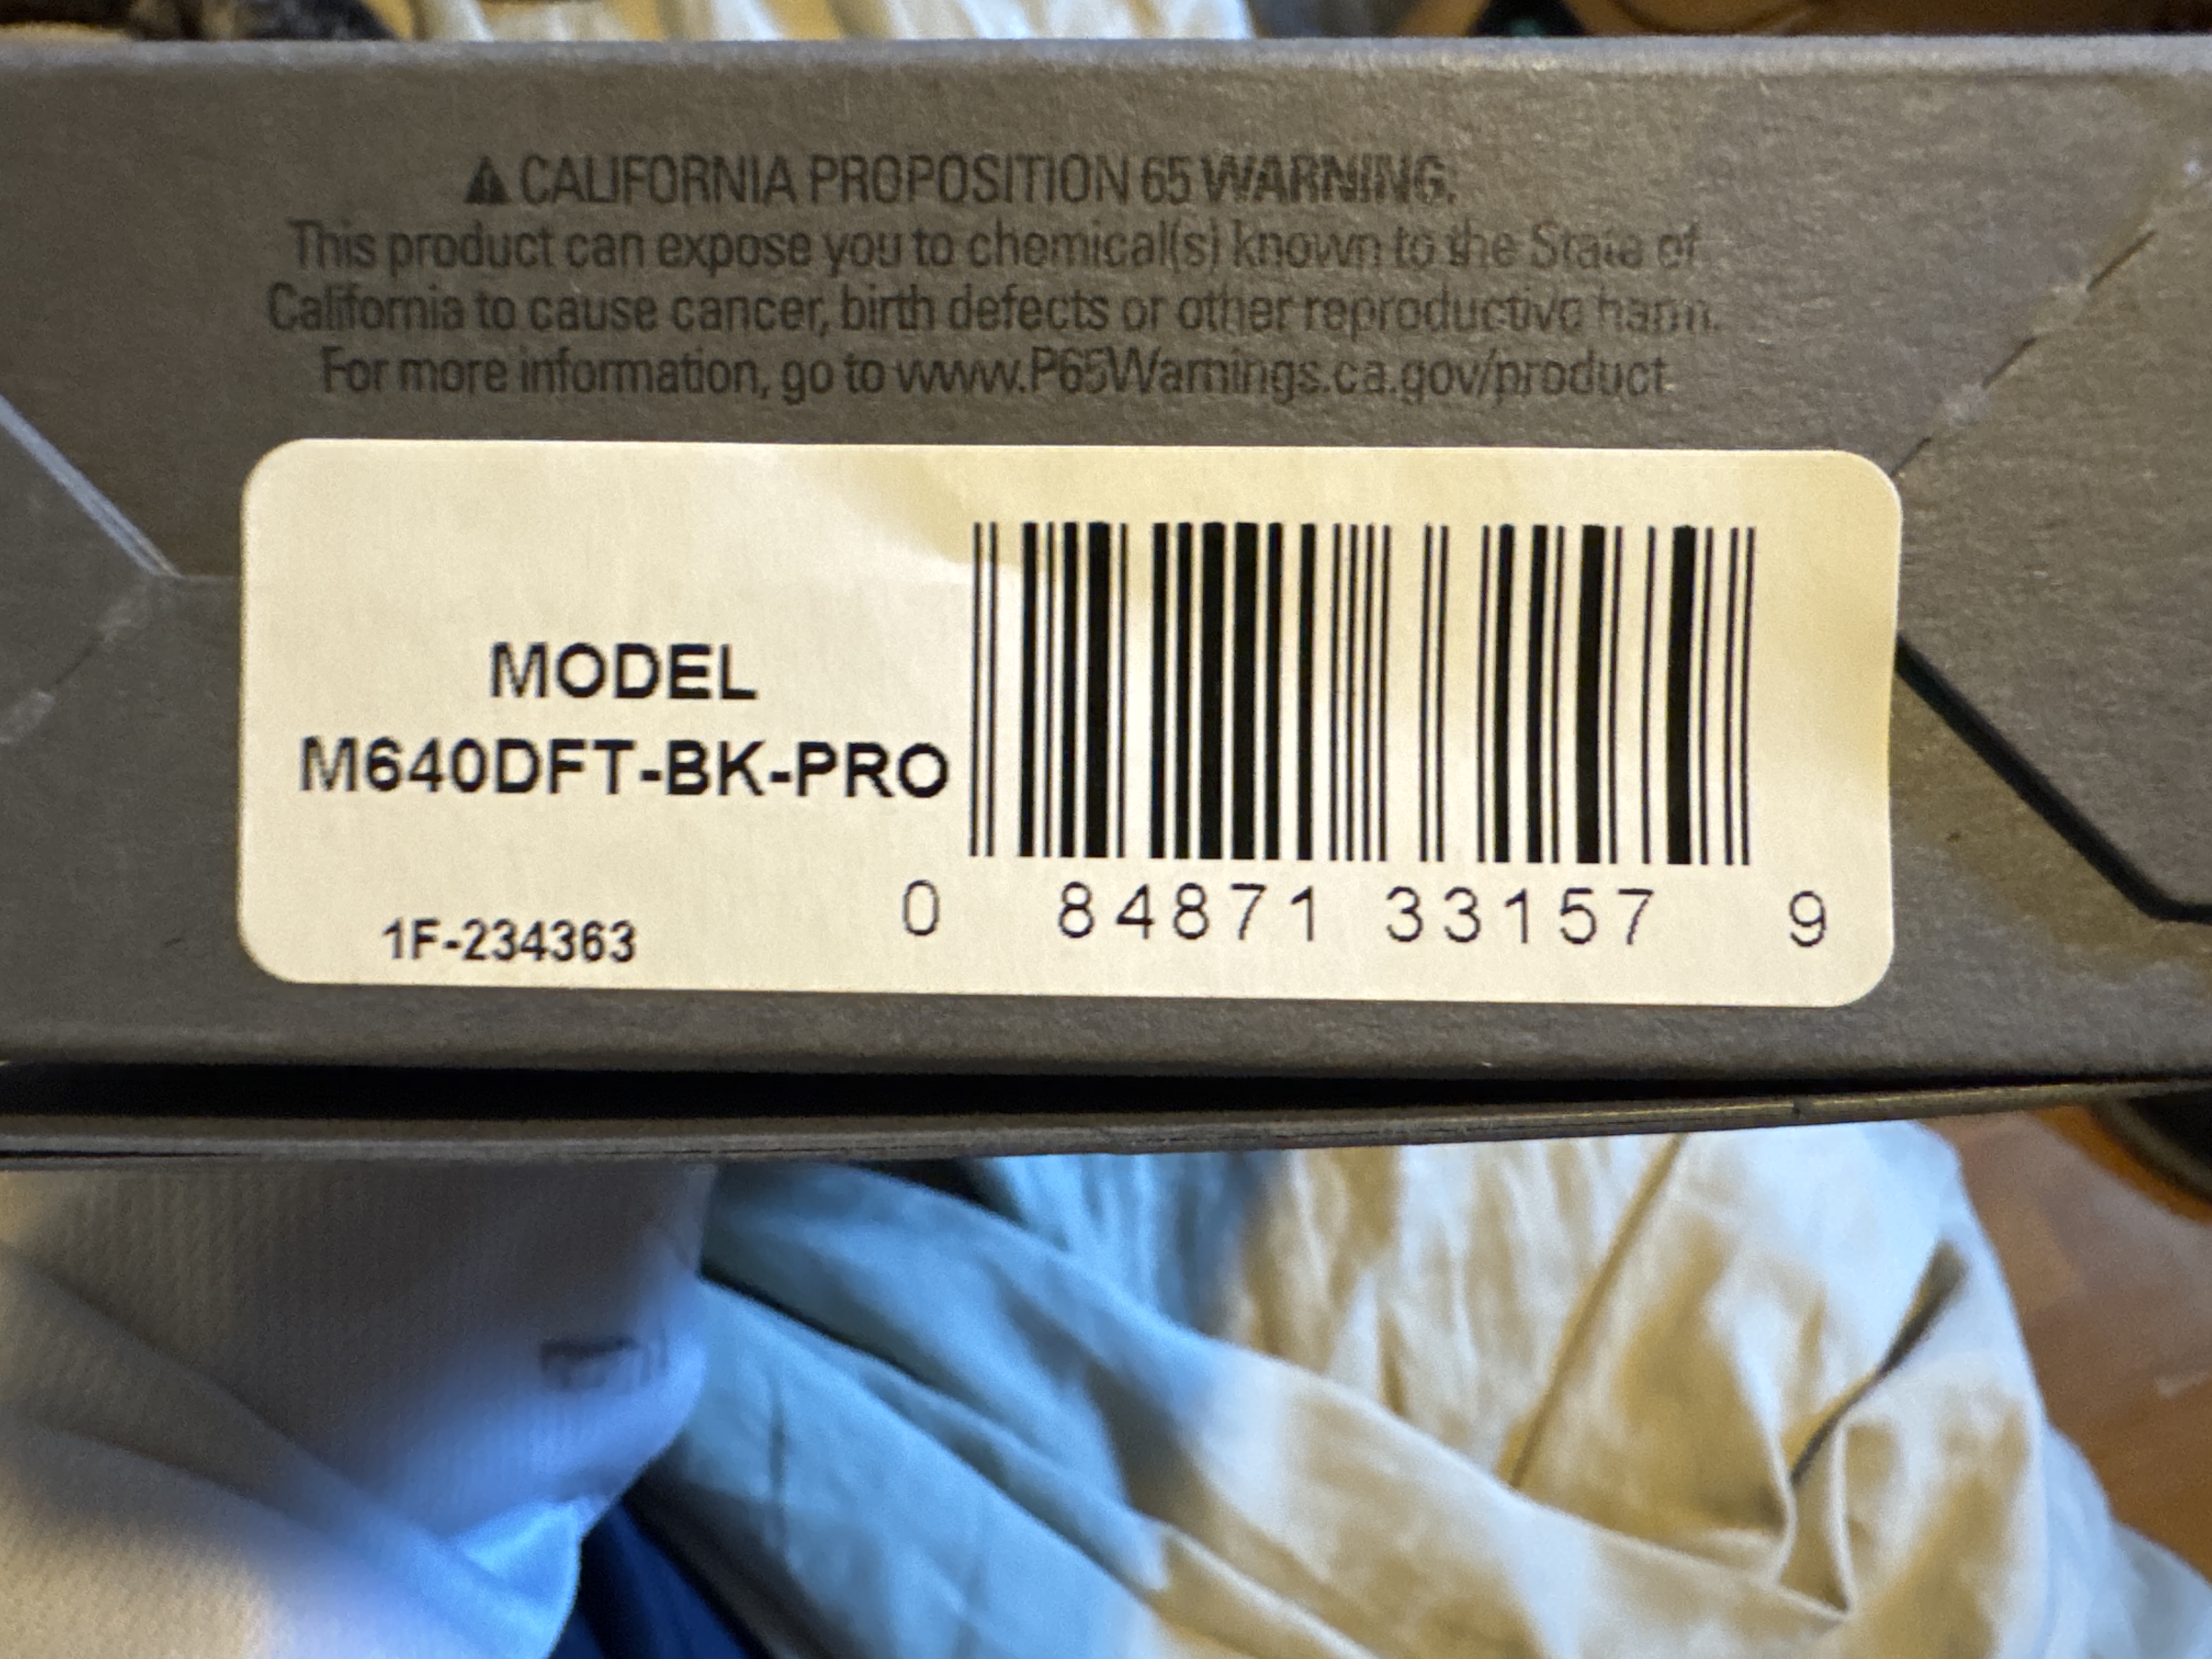 ⚠ CALIFORNIA PROPOSITION 65 WARNING.
This product can expose you to chemical(s) known to the State of
California to cause cancer, birth defects or other reproductive harm.
For more information, go to www.P65Warnings.ca.gov/product.
MODEL
M640DFT-BK-PRO
1F-234363
0 84871 33157 9